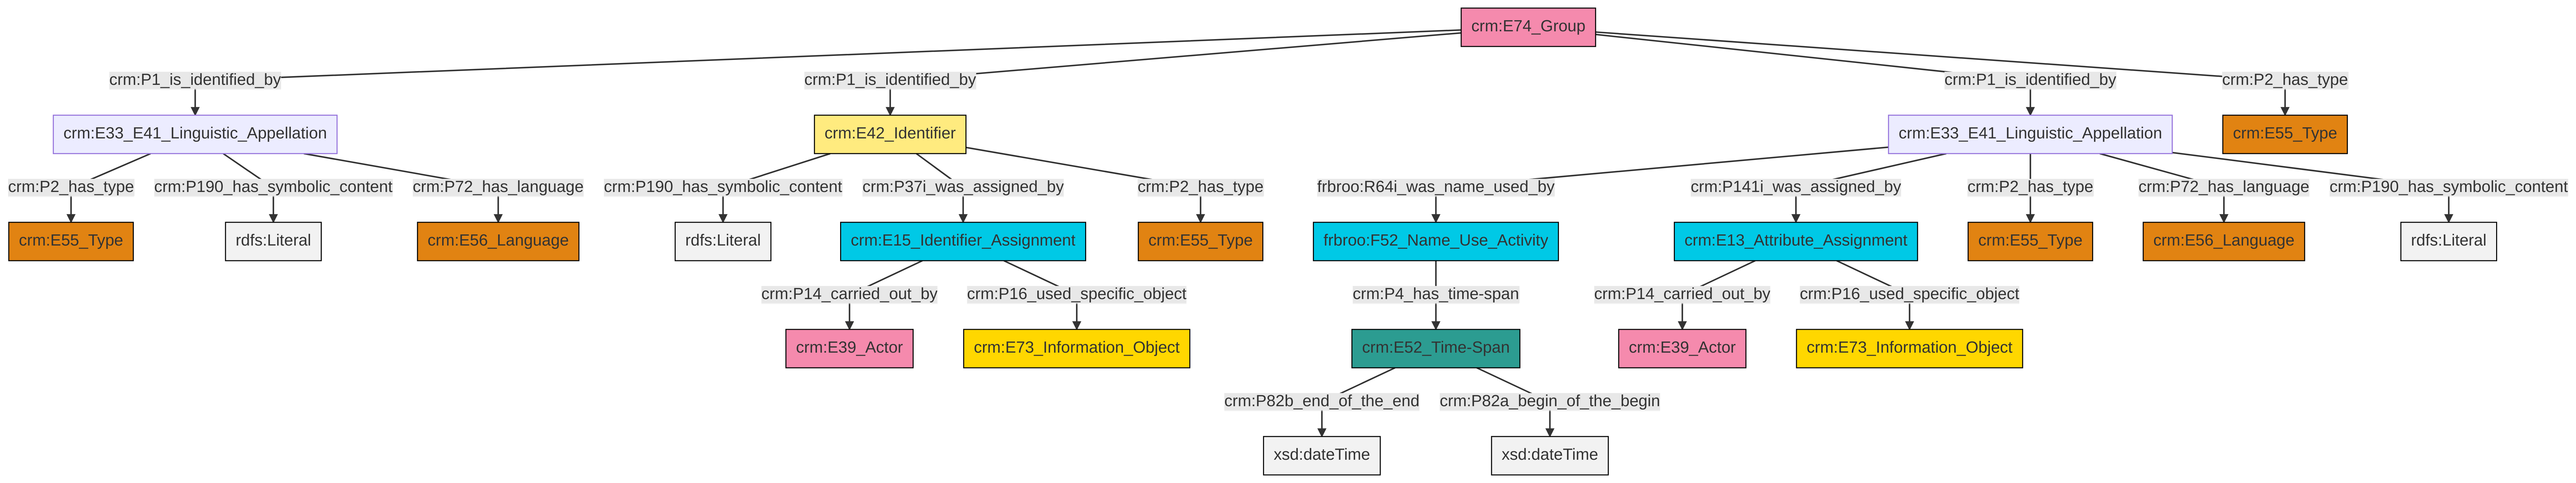 crm:E74_Group
crm:P1_is_identified_by
crm:P1_is_identified_by
crm:P1_is_identified_by
crm:P2_has_type
crm:E33_E41_Linguistic_Appellation
crm:E42_Identifier
crm:E33_E41_Linguistic_Appellation
crm:E55_Type
crm:P2_has_type
crm:P190_has_symbolic_content
crm:P72_has_language
crm:P190_has_symbolic_content
crm:P37i_was_assigned_by
crm:P2_has_type
frbroo:R64i_was_name_used_by
crm:P141i_was_assigned_by
crm:P2_has_type
crm:P72_has_language
crm:P190_has_symbolic_content
crm:E55_Type
rdfs:Literal
crm:E56_Language
rdfs:Literal
crm:E15_Identifier_Assignment
crm:E55_Type
frbroo:F52_Name_Use_Activity
crm:E13_Attribute_Assignment
crm:E55_Type
crm:E56_Language
rdfs:Literal
crm:P14_carried_out_by
crm:P16_used_specific_object
crm:P4_has_time-span
crm:P14_carried_out_by
crm:P16_used_specific_object
crm:E39_Actor
crm:E73_Information_Object
crm:E52_Time-Span
crm:E39_Actor
crm:E73_Information_Object
crm:P82b_end_of_the_end
crm:P82a_begin_of_the_begin
xsd:dateTime
xsd:dateTime